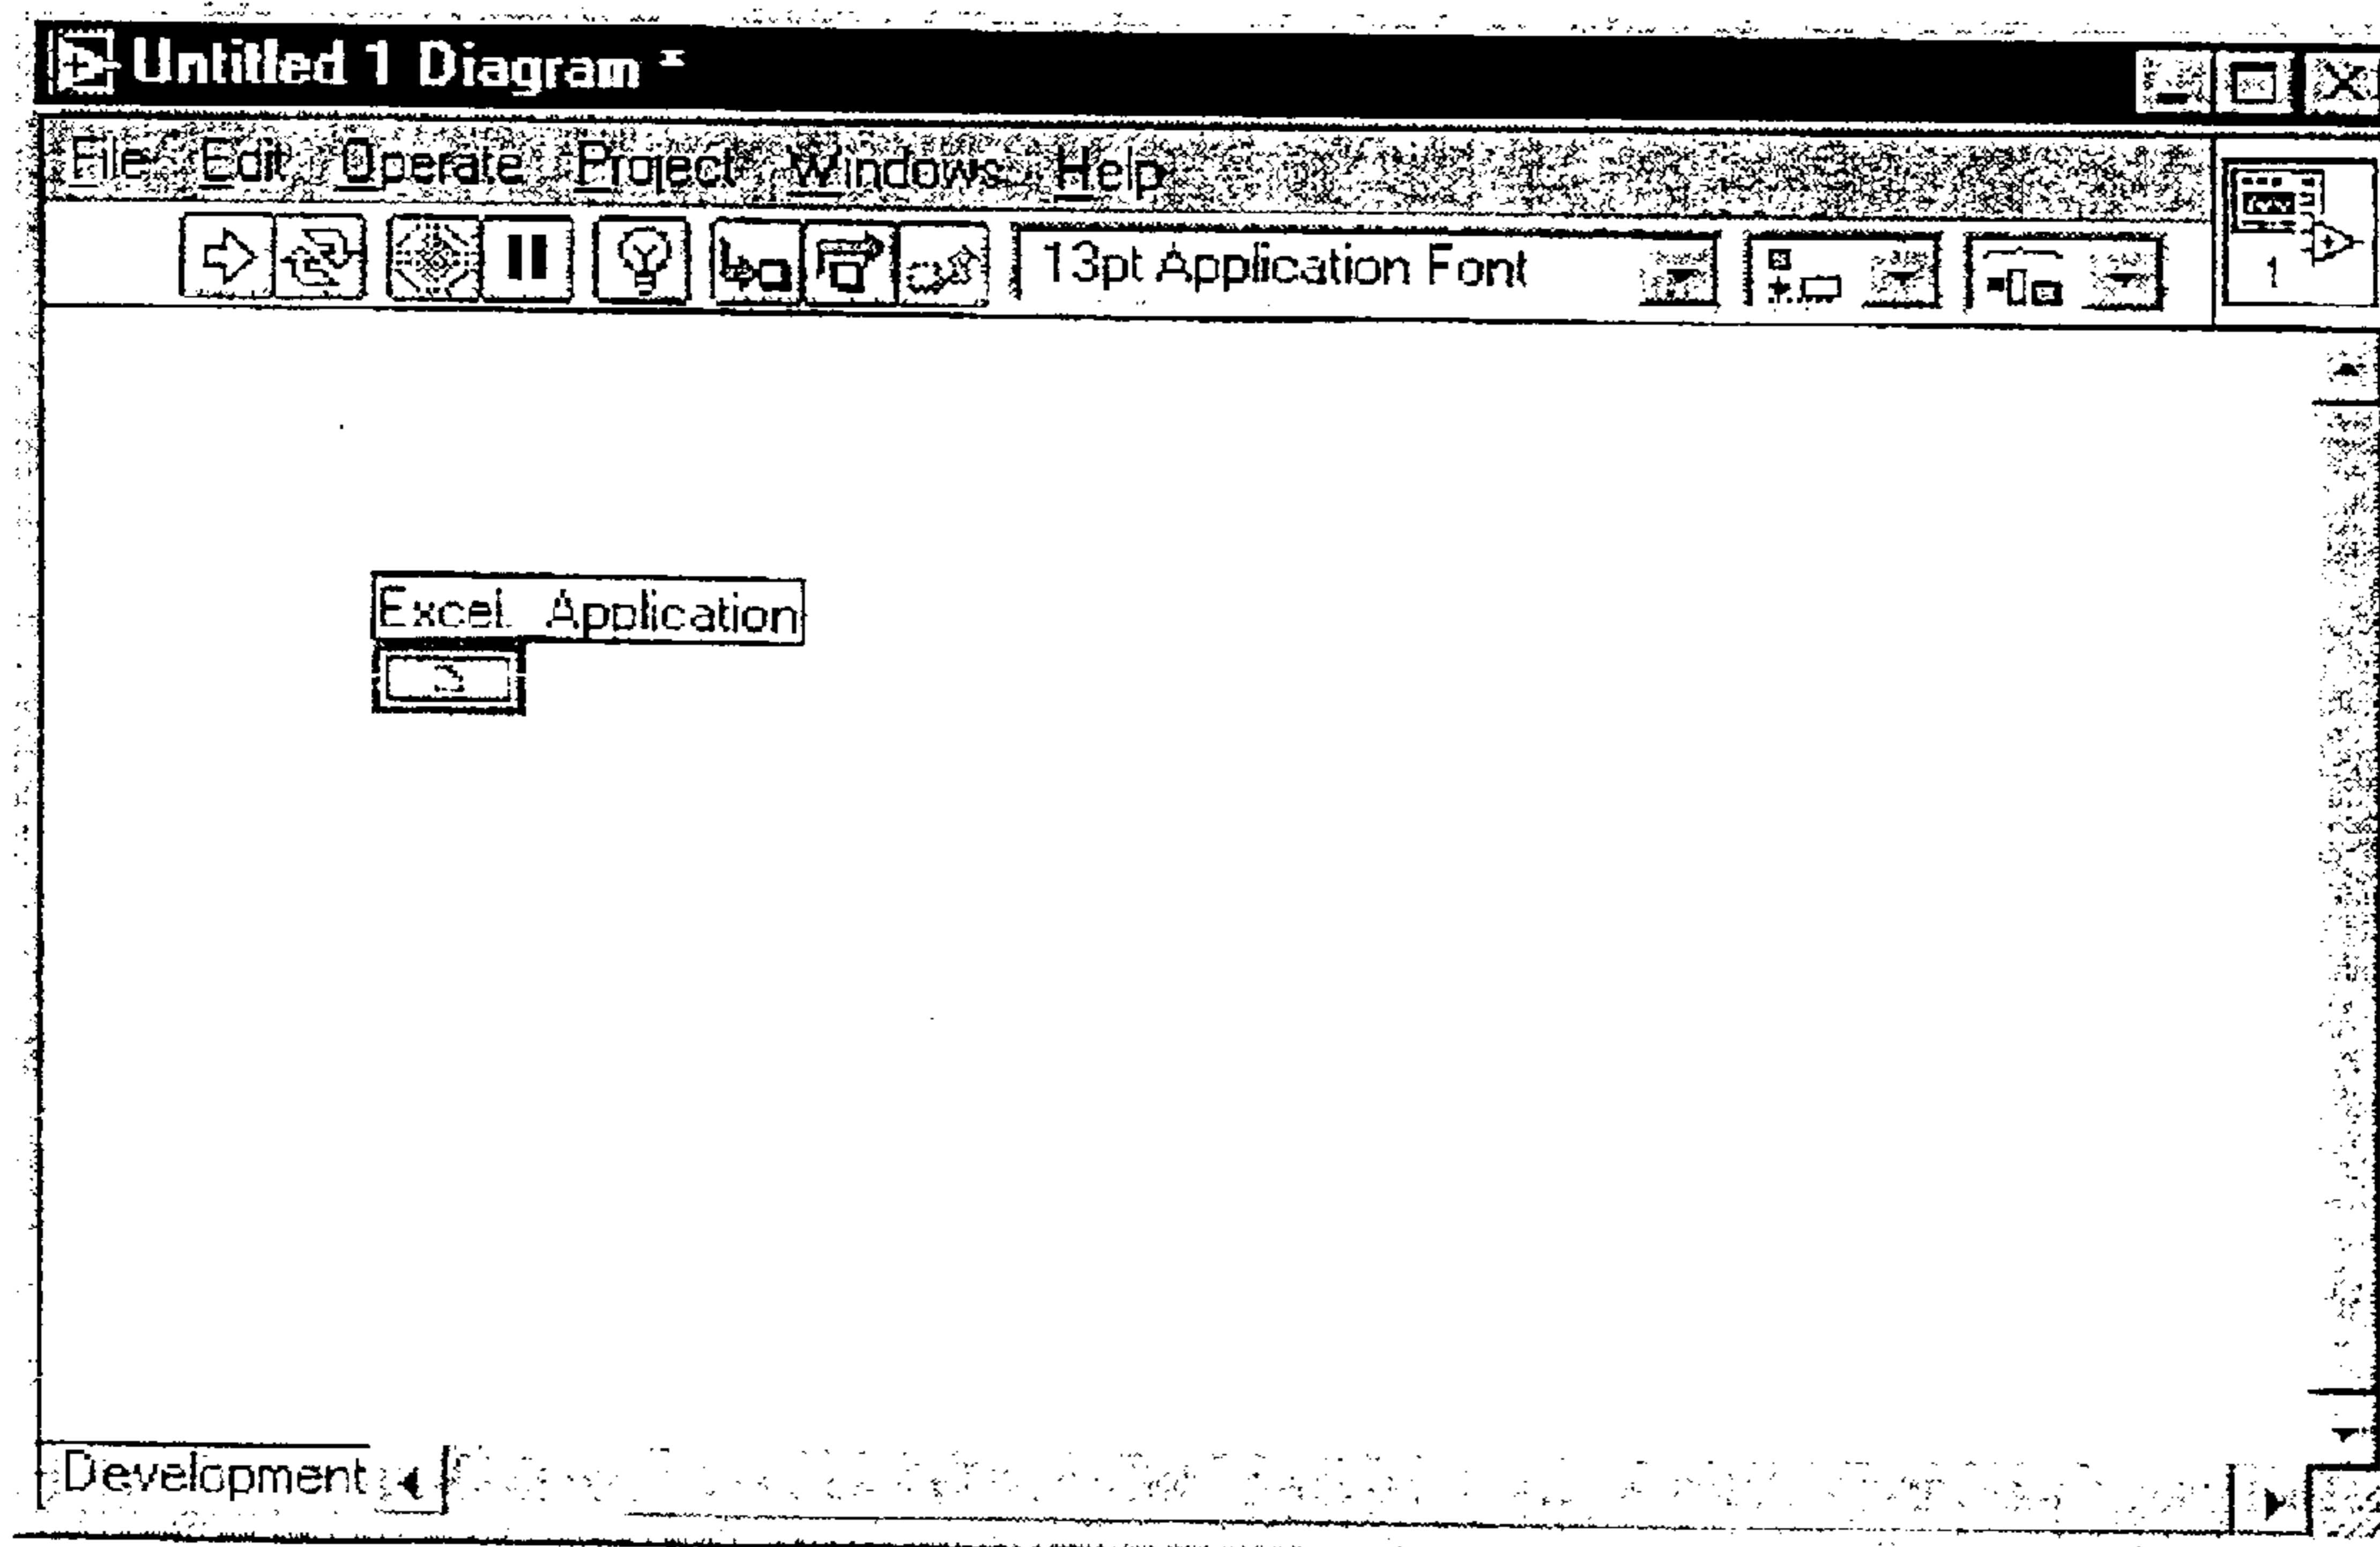 Untitled 1 Diagram *
File Edit Operate Project Windows Help
13pt Application Font
1
Excel. Application
Development